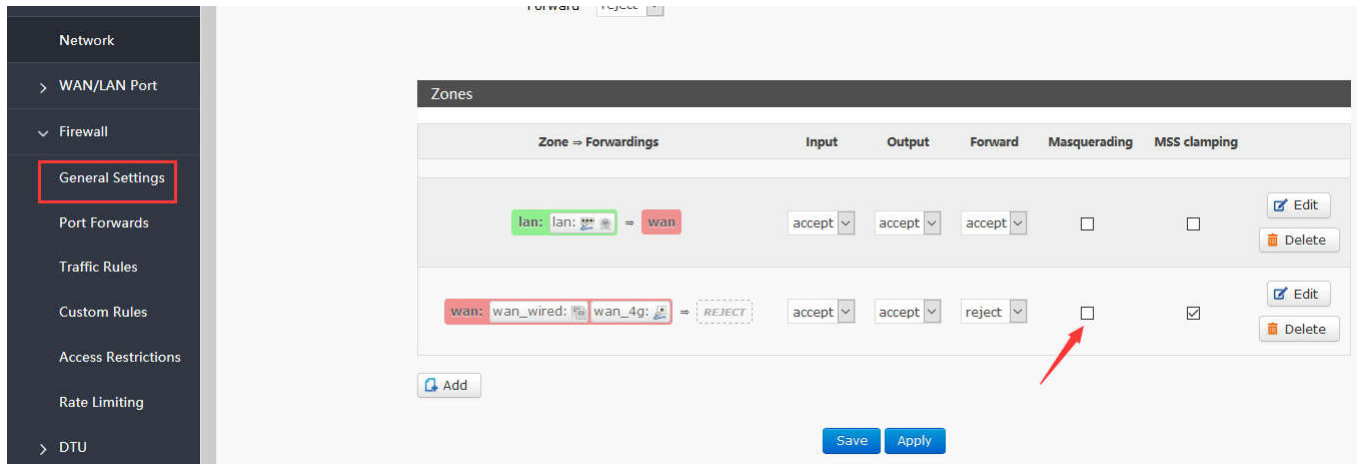 Forward reject
Network
WAN/LAN Port
Firewall
General Settings
Port Forwards
Traffic Rules
Custom Rules
Access Restrictions
Rate Limiting
DTU
Zones
Zone ⇒ Forwardings Input Output Forward Masquerading MSS clamping
lan: lan: ⇒ wan accept accept accept
Edit
Delete
wan: wan_wired: wan_4g: ⇒ REJECT accept accept reject
Edit
Delete
Add
Save Apply